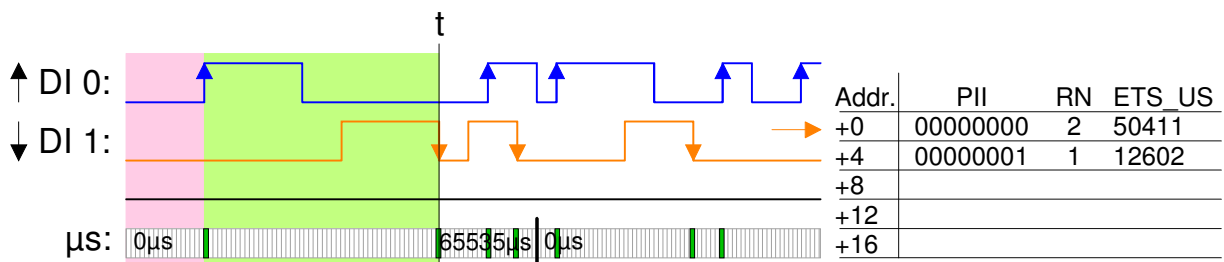 t
DI 0:
DI 1:
µs: 0µs 65535µs 0µs
Addr. PII RN ETS_US
+0 00000000 2 50411
+4 00000001 1 12602
+8
+12
+16